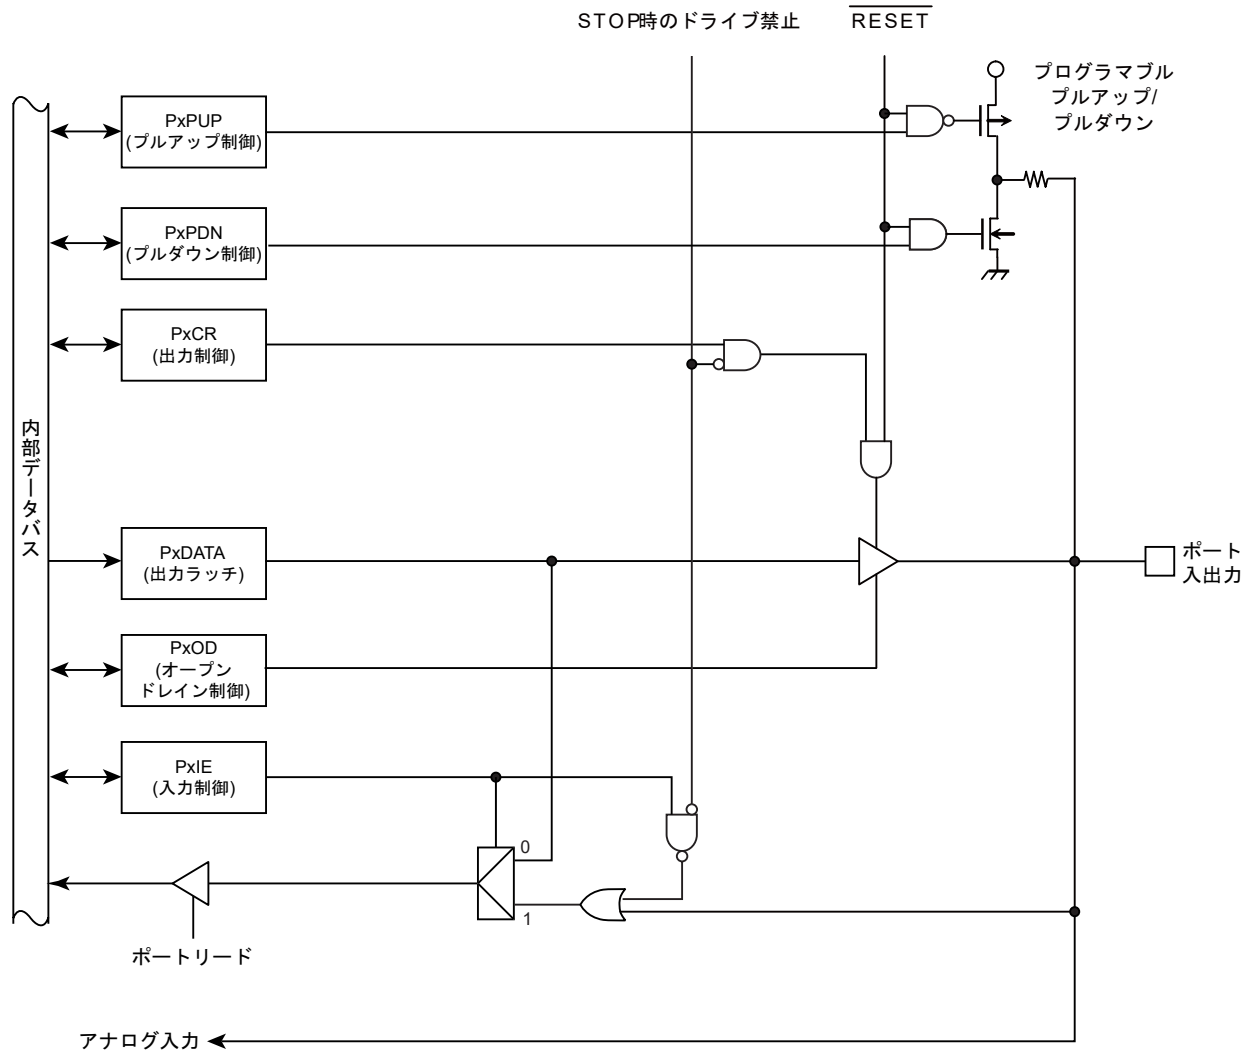 STOP時のドライブ禁止
RESET
プログラマブル
プルアップ/
プルダウン
PxPUP
(プルアップ制御)
PxPDN
(プルダウン制御)
PxCR
(出力制御)
内部データバス
PxDATA
(出力ラッチ)
ポート
入出力
PxOD
(オープン
ドレイン制御)
PxIE
(入力制御)
0
1
ポートリード
アナログ入力